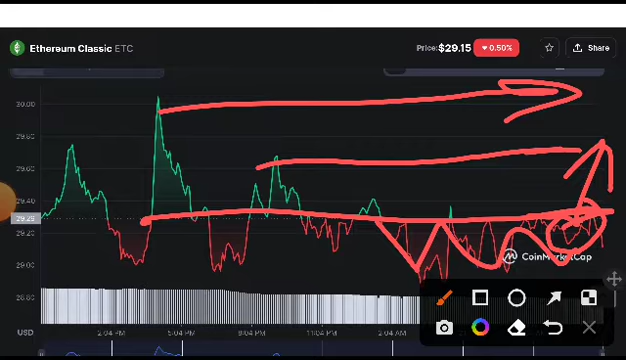 Ethereum Classic ETC Price: $29.15 ▾ 0.50% Share
30.00
29.80
29.60
29.40
29.26
29.20
29.00
28.80
CoinMarketCap
USD 2:04 PM 5:04 PM 8:04 PM 11:04 PM 2:04 AM